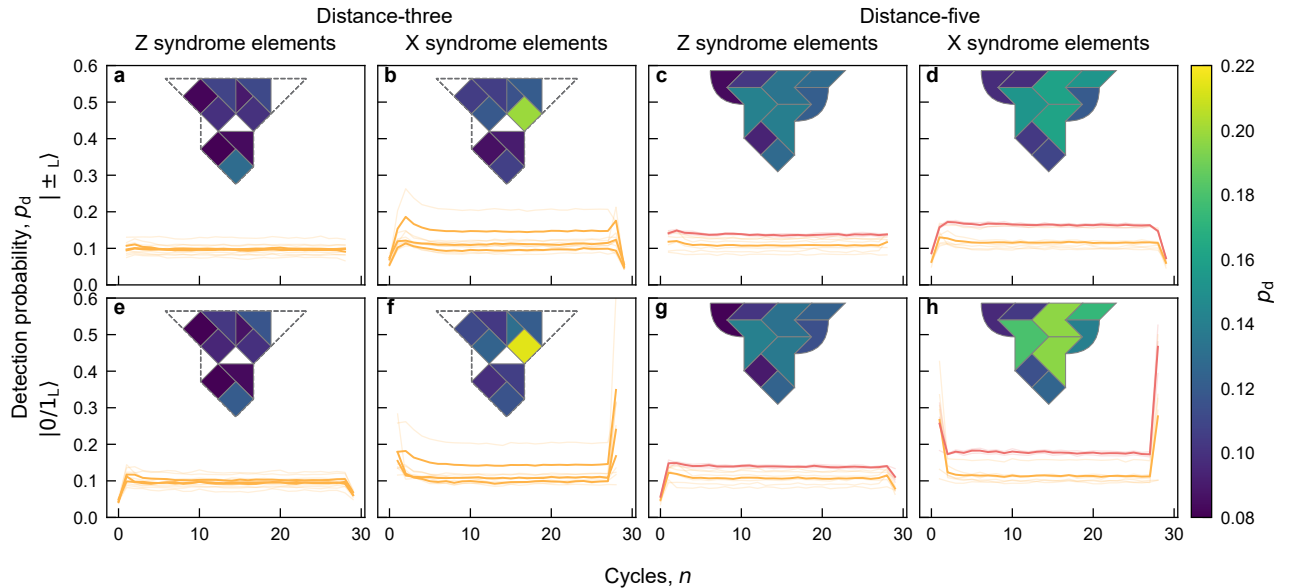 Distance-three Distance-five
Z syndrome elements X syndrome elements Z syndrome elements X syndrome elements
a b c d
0.6
0.5
0.4
0.3
0.2
0.1
0.0
| ± L⟩
e f g h
0.6
0.5
0.4
0.3
0.2
0.1
0.0
|0/1L⟩
Detection probability, pd
0 10 20 30 0 10 20 30 0 10 20 30 0 10 20 30
Cycles, n
0.22
0.20
0.18
0.16
0.14
0.12
0.10
0.08
pd